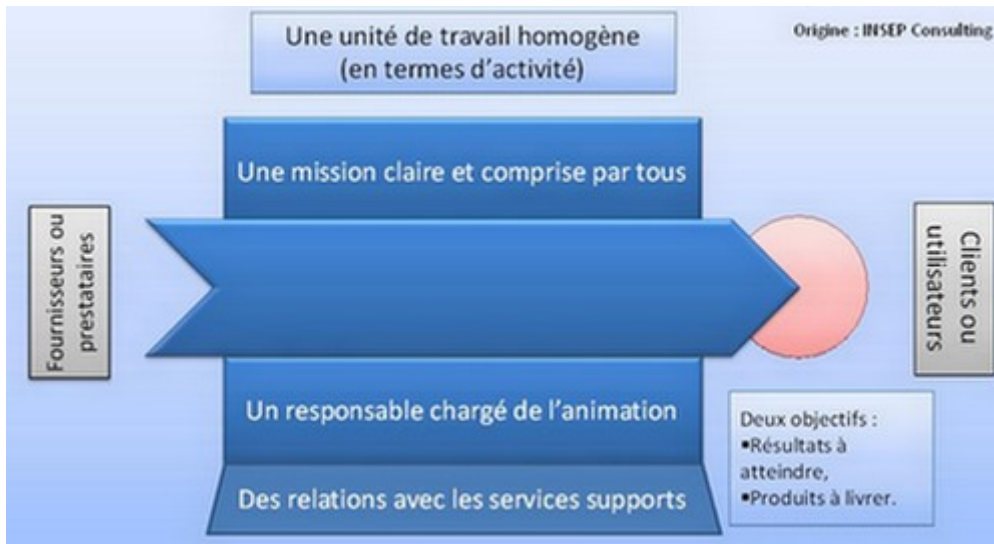 Une unité de travail homogène
(en termes d'activité)
Origine : INSEP Consulting
Une mission claire et comprise par tous
Fournisseurs ou
prestataires
Clients ou
utilisateurs
Un responsable chargé de l'animation
Des relations avec les services supports
Deux objectifs :
▪Résultats à
atteindre,
▪Produits à livrer.